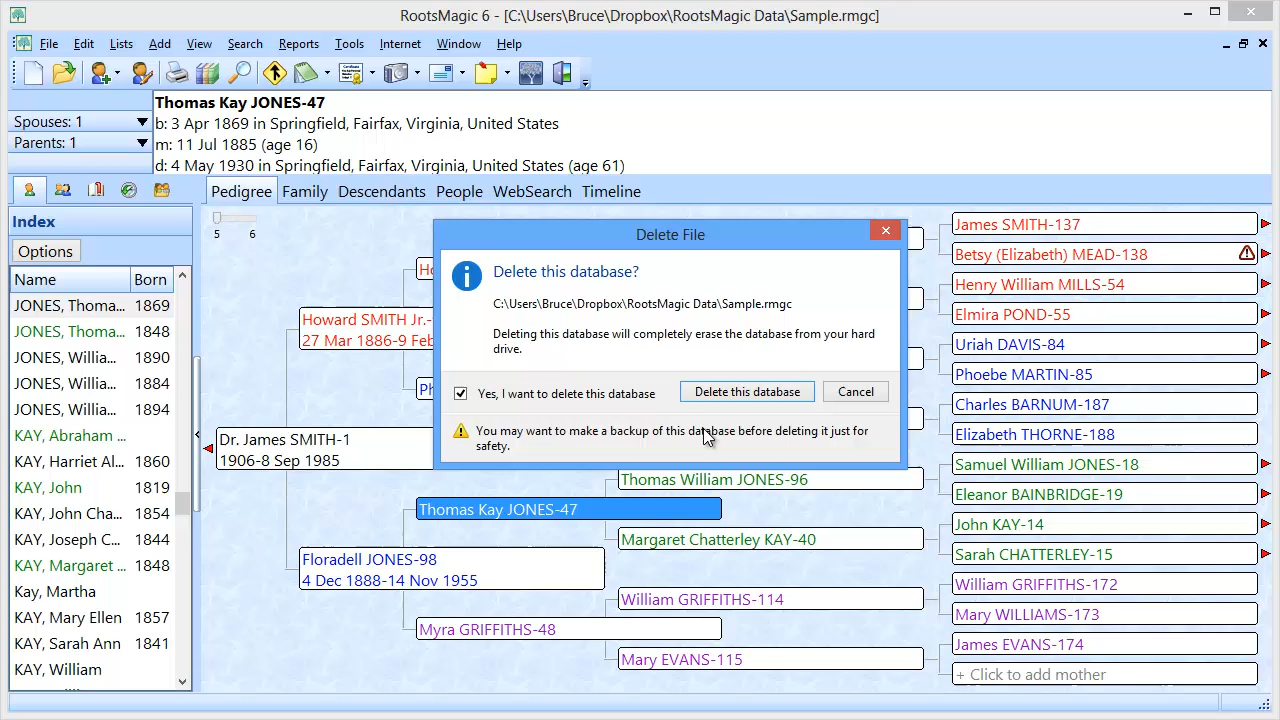 RootsMagic 6 - [C:\Users\Bruce\Dropbox\RootsMagic Data\Sample.rmgc]
File Edit Lists Add View Search Reports Tools Internet Window Help
Thomas Kay JONES-47
Spouses: 1
b: 3 Apr 1869 in Springfield, Fairfax, Virginia, United States
Parents: 1
m: 11 Jul 1885 (age 16)
d: 4 May 1930 in Springfield, Fairfax, Virginia, United States (age 61)
Pedigree Family Descendants People WebSearch Timeline
Index
Options
Name Born
JONES, Thoma... 1869
JONES, Thoma... 1848
JONES, Willia... 1890
JONES, Willia... 1884
JONES, Willia... 1894
KAY, Abraham ...
KAY, Harriet Al... 1860
KAY, John 1819
KAY, John Cha... 1854
KAY, Joseph C... 1844
KAY, Margaret ... 1848
Kay, Martha
KAY, Mary Ellen 1857
KAY, Sarah Ann 1841
KAY, William
5 6
Delete File
Delete this database?
C:\Users\Bruce\Dropbox\RootsMagic Data\Sample.rmgc
Deleting this database will completely erase the database from your hard
drive.
Yes, I want to delete this database
Delete this database
Cancel
You may want to make a backup of this database before deleting it just for
safety.
Howard SMITH Jr.-
27 Mar 1886-9 Feb
Dr. James SMITH-1
1906-8 Sep 1985
Thomas Kay JONES-47
Floradell JONES-98
4 Dec 1888-14 Nov 1955
Myra GRIFFITHS-48
Thomas William JONES-96
Margaret Chatterley KAY-40
William GRIFFITHS-114
Mary EVANS-115
James SMITH-137
Betsy (Elizabeth) MEAD-138
Henry William MILLS-54
Elmira POND-55
Uriah DAVIS-84
Phoebe MARTIN-85
Charles BARNUM-187
Elizabeth THORNE-188
Samuel William JONES-18
Eleanor BAINBRIDGE-19
John KAY-14
Sarah CHATTERLEY-15
William GRIFFITHS-172
Mary WILLIAMS-173
James EVANS-174
+ Click to add mother